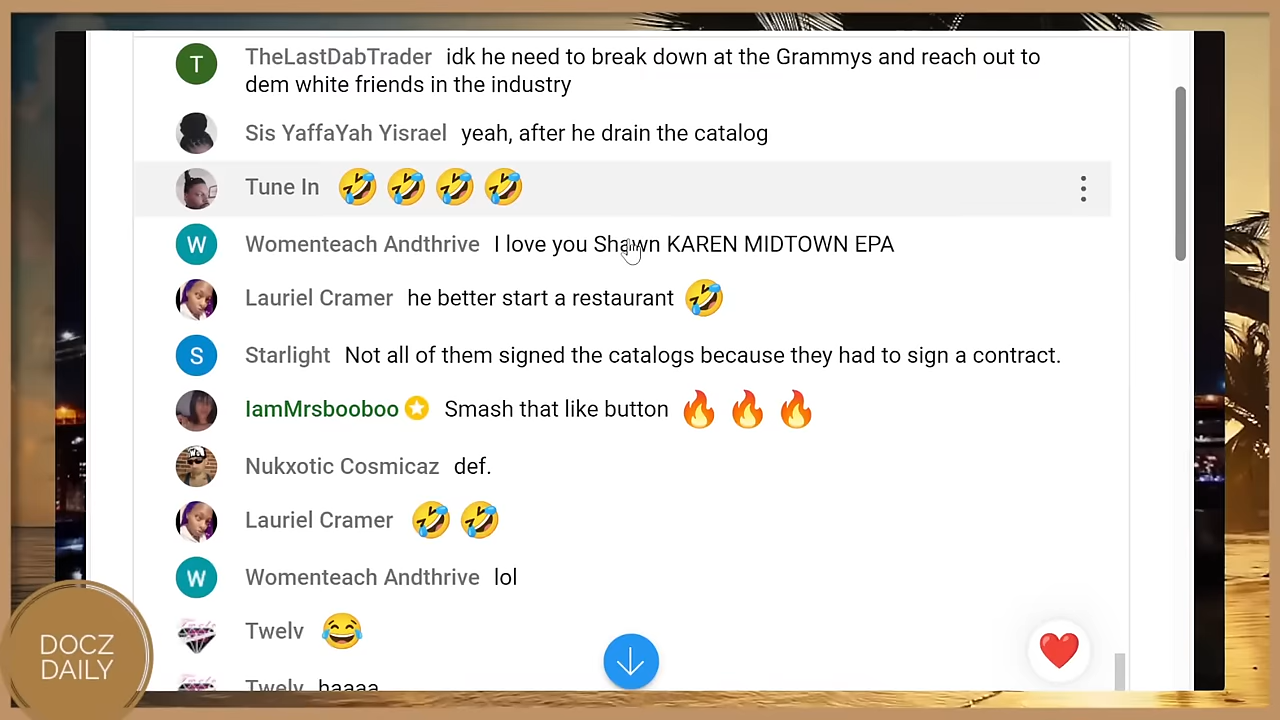 TheLastDabTrader idk he need to break down at the Grammys and reach out to
dem white friends in the industry
Sis YaffaYah Yisrael yeah, after he drain the catalog
Tune In 🤣🤣🤣🤣
Womenteach Andthrive I love you Shawn KAREN MIDTOWN EPA
Lauriel Cramer he better start a restaurant 🤣
Starlight Not all of them signed the catalogs because they had to sign a contract.
IamMrsbooboo Smash that like button 🔥🔥🔥
Nukxotic Cosmicaz def.
Lauriel Cramer 🤣🤣
Womenteach Andthrive lol
Twelv 😂
Twelv haaaa
T
W
S
W
DOCZ
DAILY